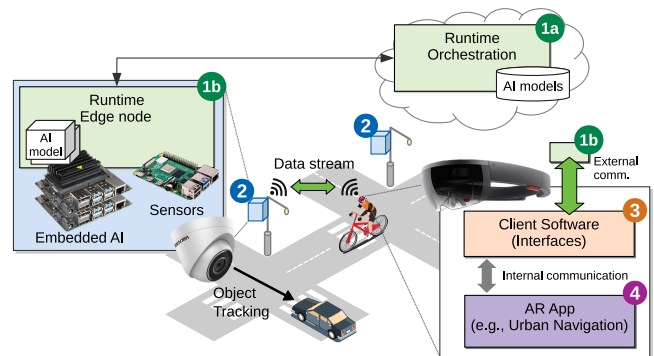 Runtime
Orchestration
1a
AI models
Runtime
Edge node
1b
AI
model
Embedded AI
Sensors
2
Data stream
2
1b
External
comm.
Client Software
(Interfaces)
3
Internal communication
AR App
(e.g., Urban Navigation)
4
Object
Tracking